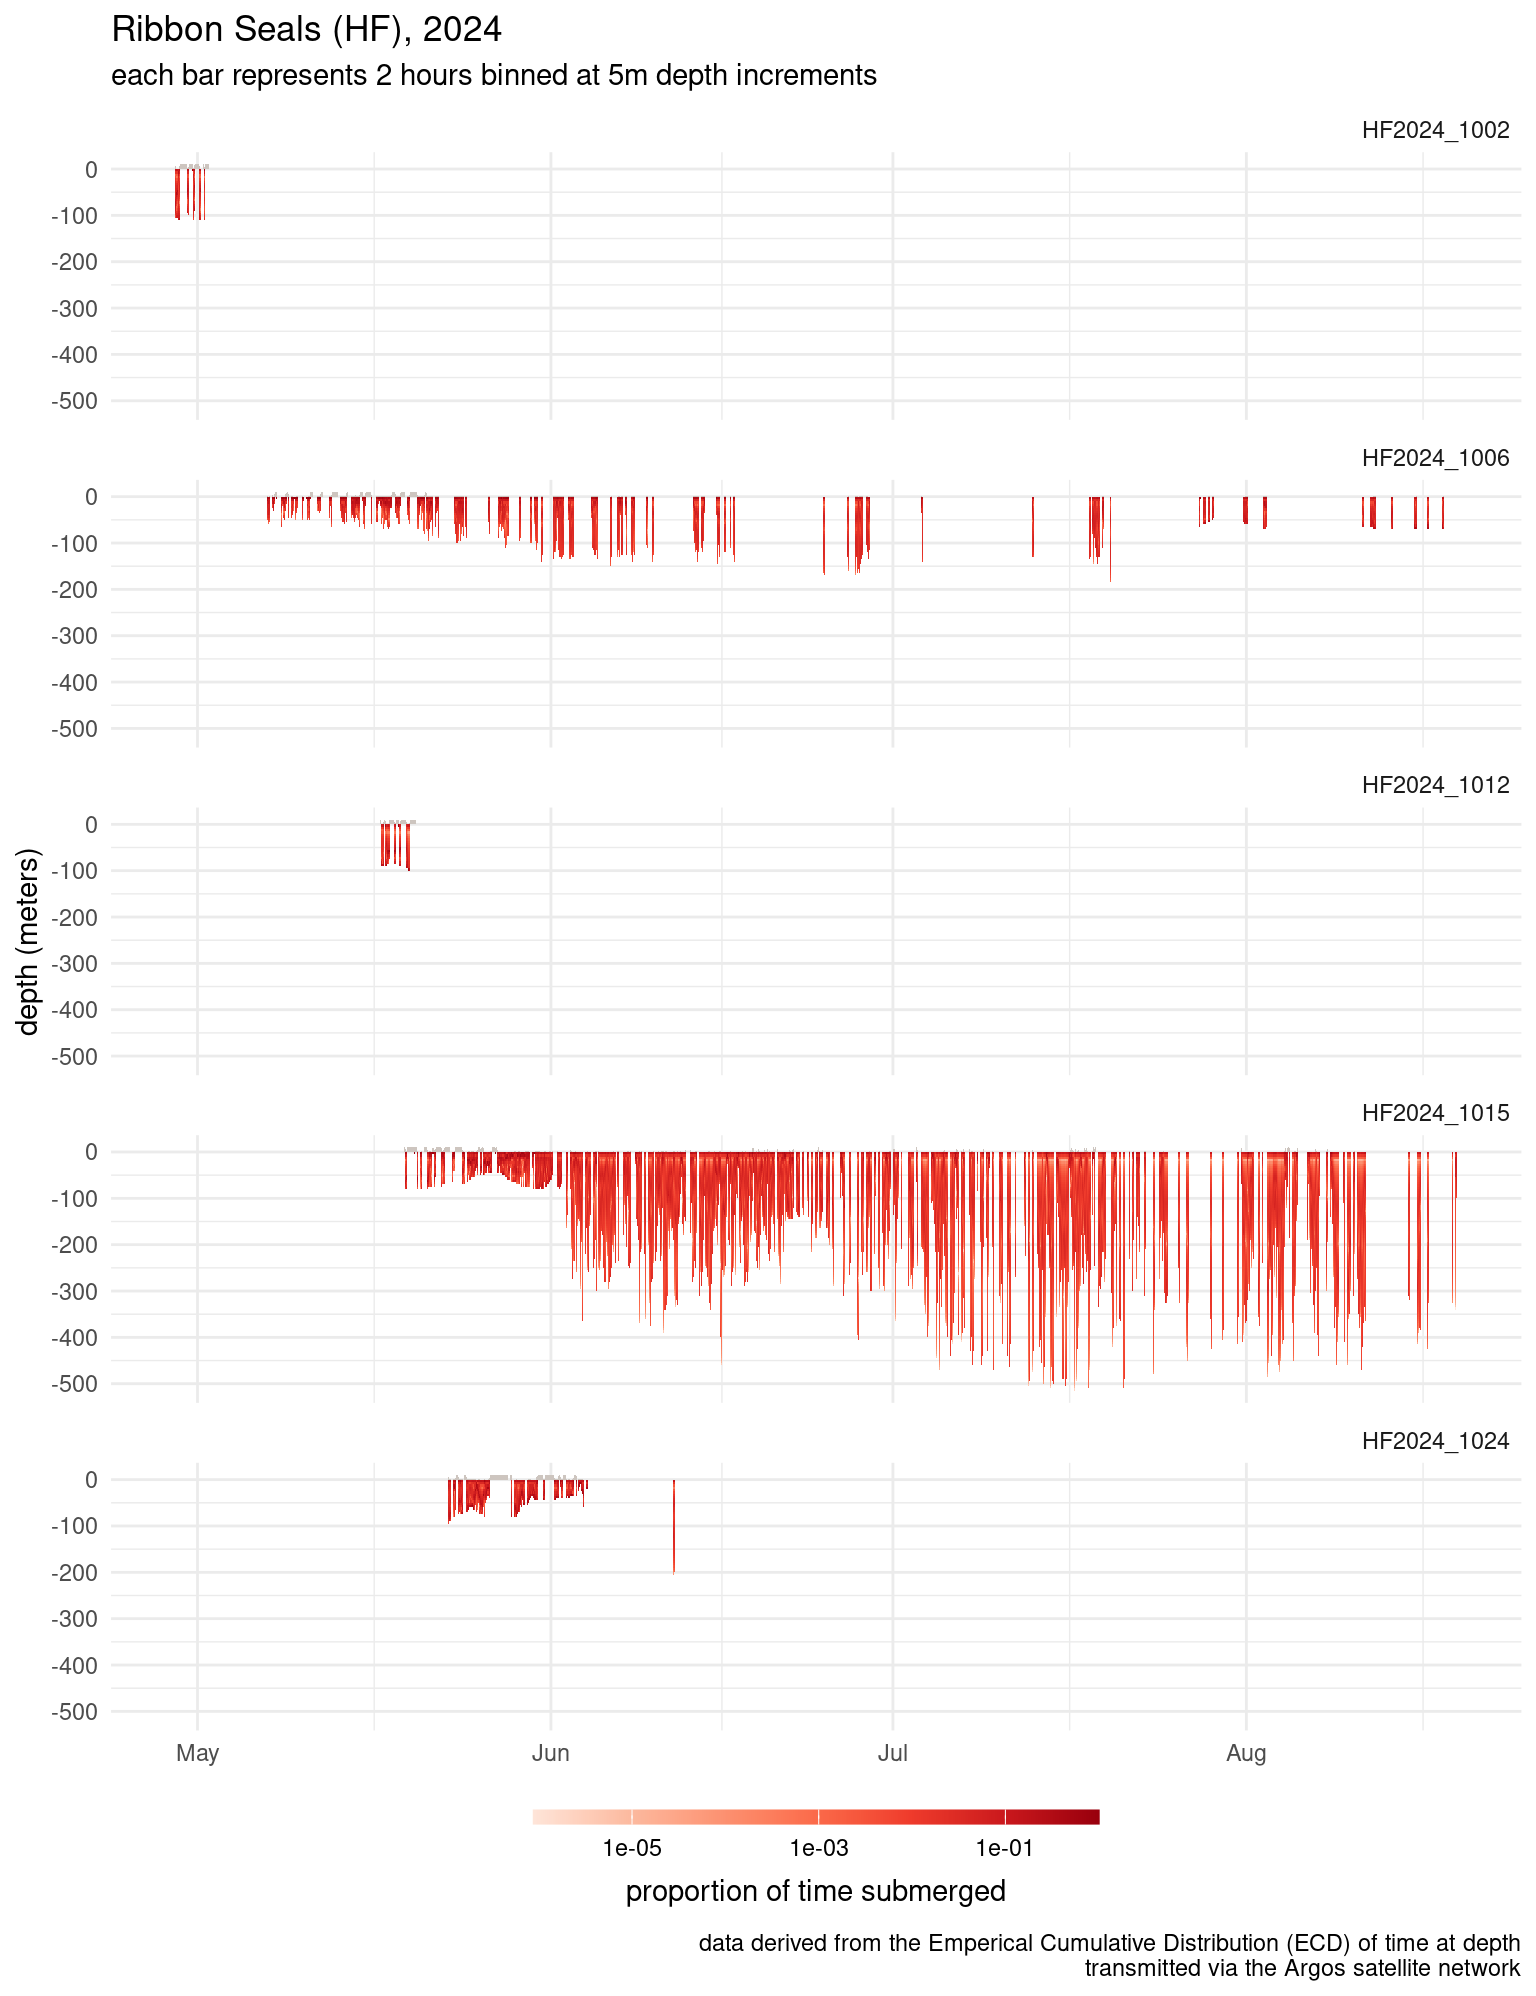 Ribbon Seals (HF), 2024
each bar represents 2 hours binned at 5m depth increments
HF2024_1002
0
-100
-200
-300
-400
-500
HF2024_1006
0
-100
-200
-300
-400
-500
HF2024_1012
0
-100
-200
-300
-400
-500
depth (meters)
HF2024_1015
0
-100
-200
-300
-400
-500
HF2024_1024
0
-100
-200
-300
-400
-500
May Jun Jul Aug
1e-05 1e-03 1e-01
proportion of time submerged
data derived from the Emperical Cumulative Distribution (ECD) of time at depth
transmitted via the Argos satellite network